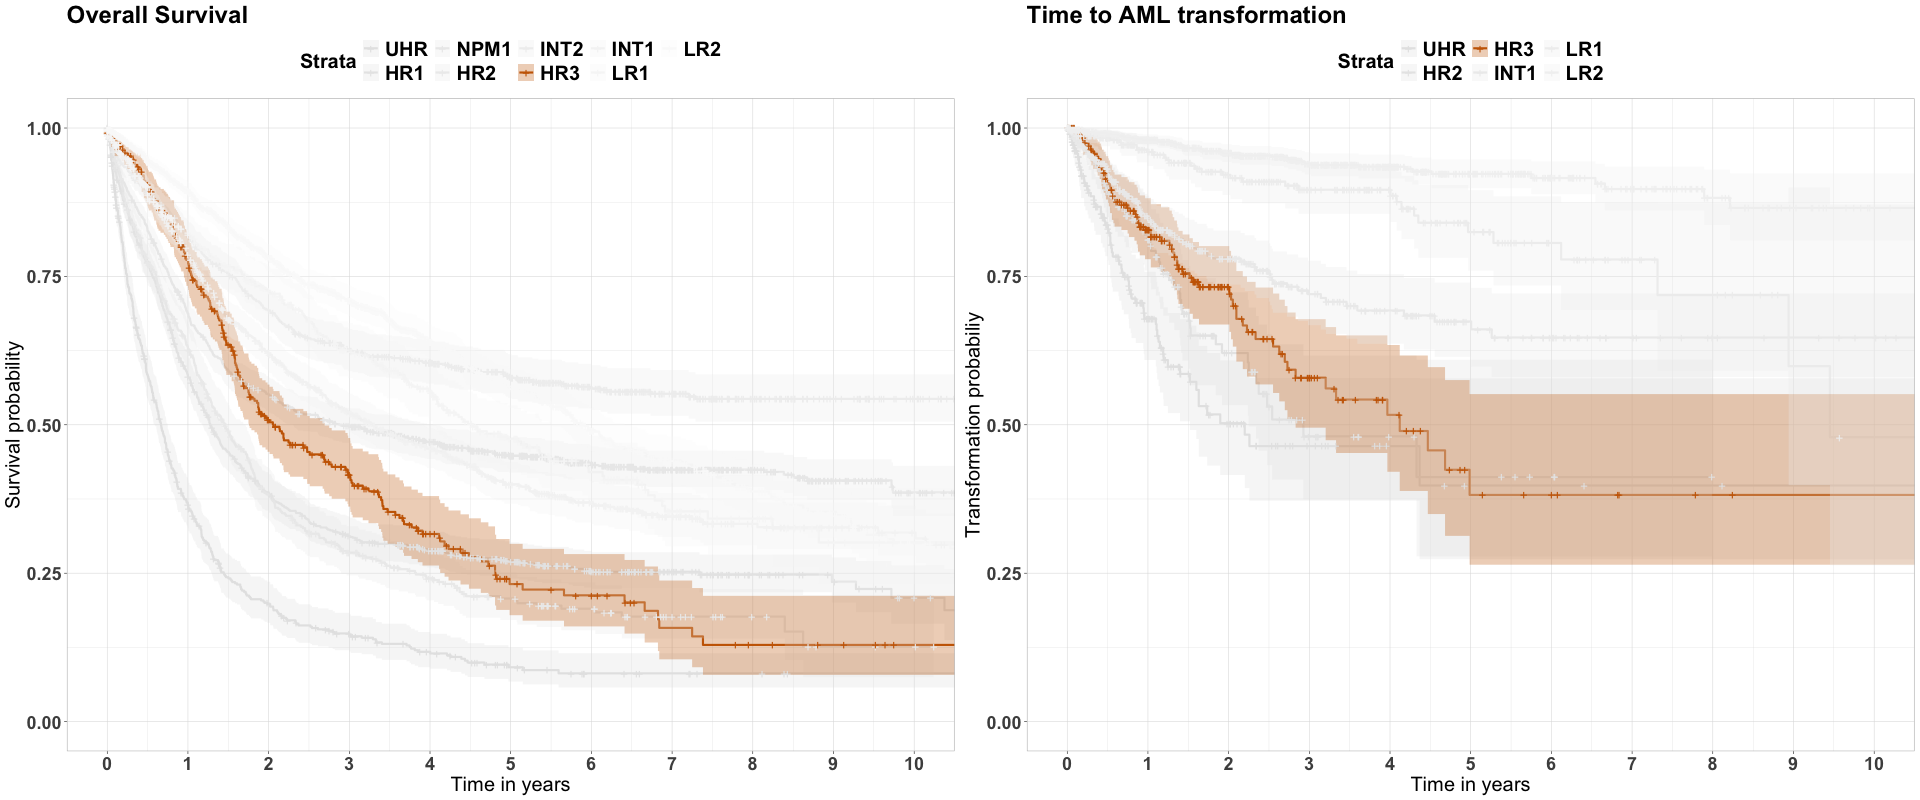 Overall Survival
Strata
UHR NPM1 INT2 INT1 LR2
HR1 HR2 HR3 LR1
Survival probability
1.00
0.75
0.50
0.25
0.00
0 1 2 3 4 5 6 7 8 9 10
Time in years
Time to AML transformation
Strata
UHR HR3 LR1
HR2 INT1 LR2
Transformation probability
1.00
0.75
0.50
0.25
0.00
0 1 2 3 4 5 6 7 8 9 10
Time in years